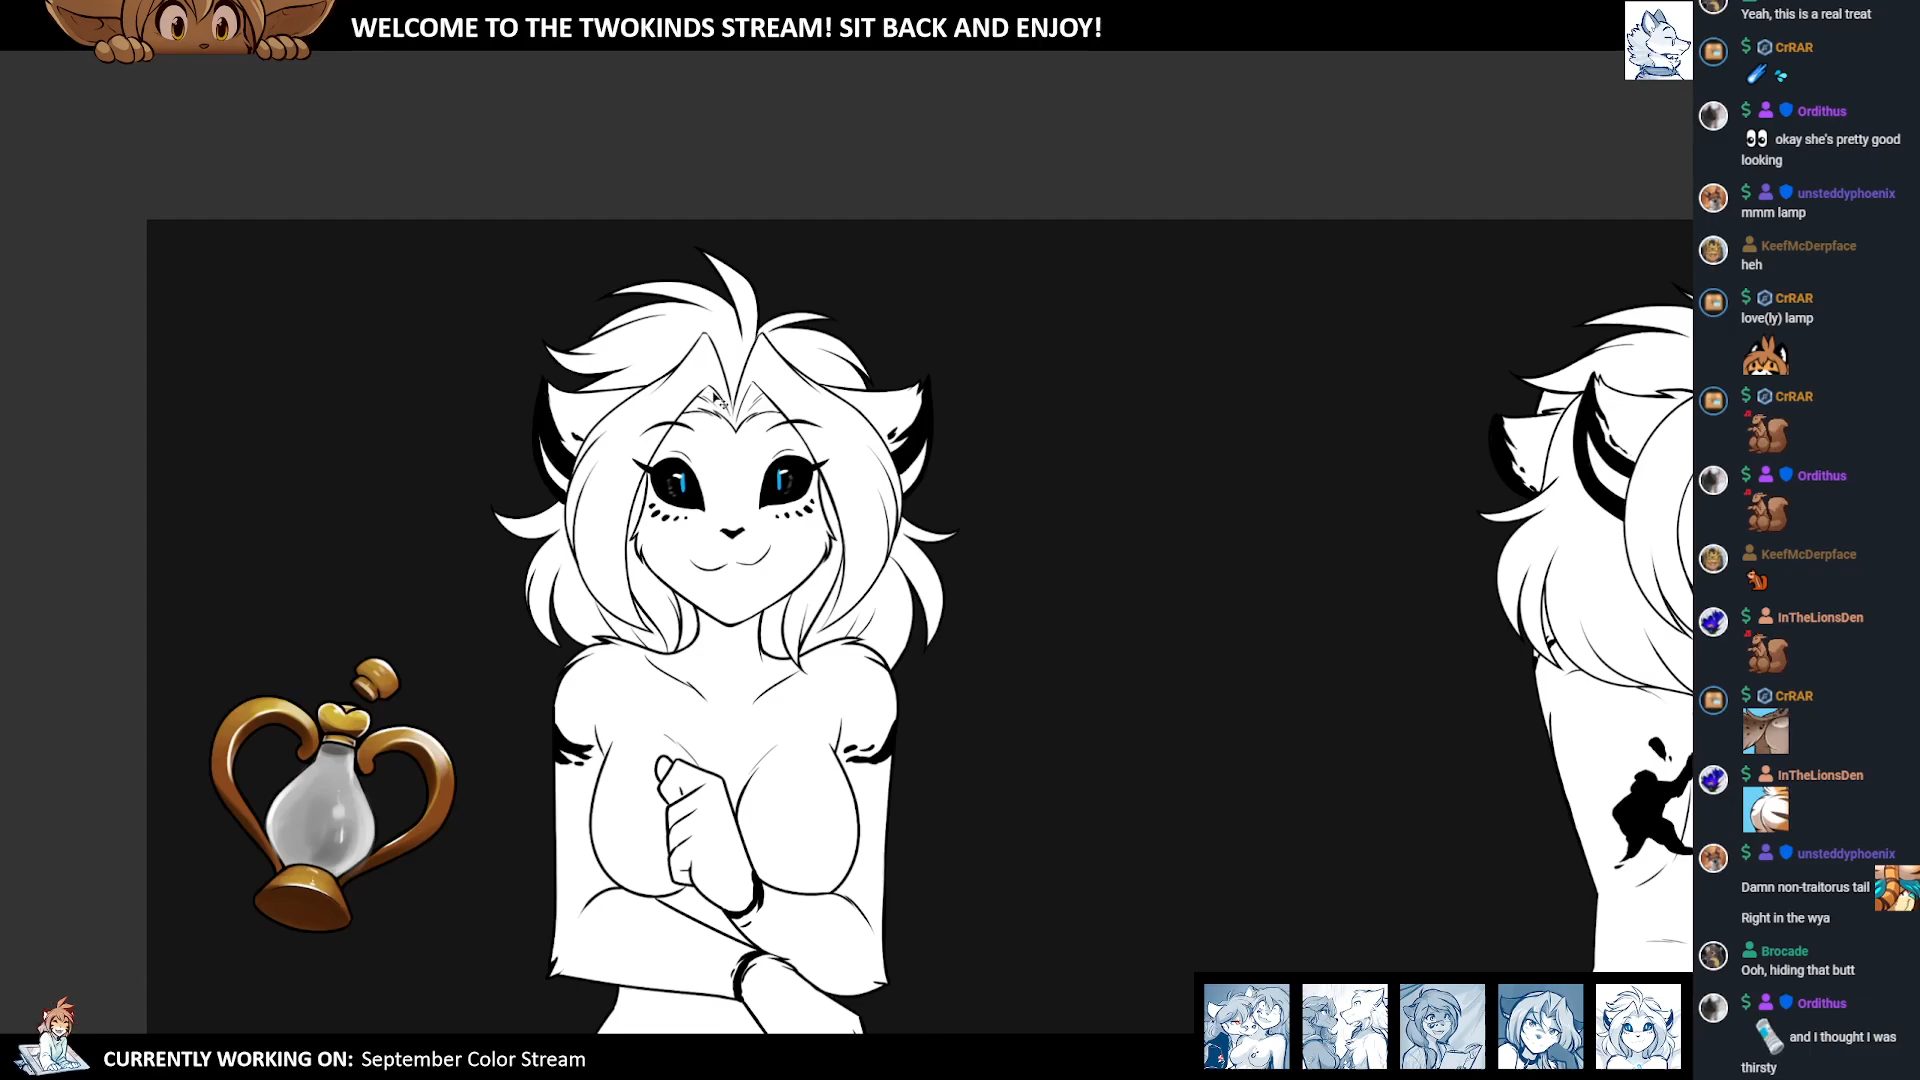 WELCOME TO THE TWOKINDS STREAM! SIT BACK AND ENJOY!
Yeah, this is a real treat
CrRAR
Ordithus
okay she's pretty good
looking
unsteddyphoenix
mmm lamp
KeefMcDerpface
heh
CrRAR
love(ly) lamp
CrRAR
Ordithus
KeefMcDerpface
InTheLionsDen
CrRAR
InTheLionsDen
unsteddyphoenix
Damn non-traitorus tail
Right in the wya
Brocade
Ooh, hiding that butt
Ordithus
and I thought I was
thirsty
CURRENTLY WORKING ON: September Color Stream